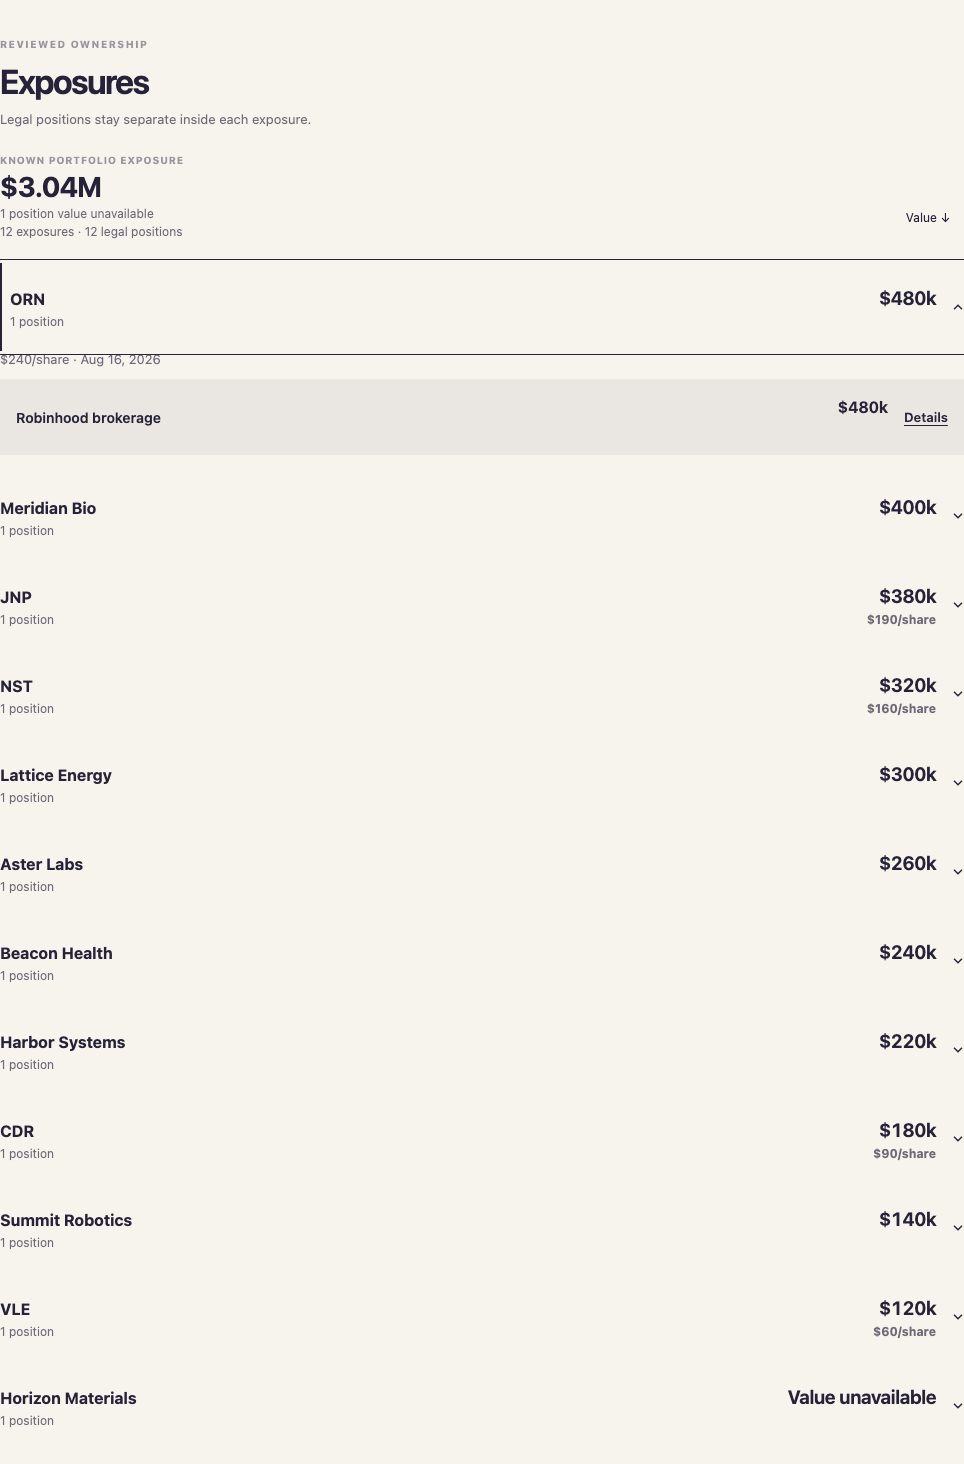 REVIEWED OWNERSHIP
Exposures
Legal positions stay separate inside each exposure.
KNOWN PORTFOLIO EXPOSURE
$3.04M
1 position value unavailable
12 exposures · 12 legal positions
Value ↓
ORN
$480k
1 position
$240/share · Aug 16, 2026
Robinhood brokerage
$480k
Details
Meridian Bio
$400k
1 position
JNP
$380k
1 position
$190/share
NST
$320k
1 position
$160/share
Lattice Energy
$300k
1 position
Aster Labs
$260k
1 position
Beacon Health
$240k
1 position
Harbor Systems
$220k
1 position
CDR
$180k
1 position
$90/share
Summit Robotics
$140k
1 position
VLE
$120k
1 position
$60/share
Horizon Materials
Value unavailable
1 position